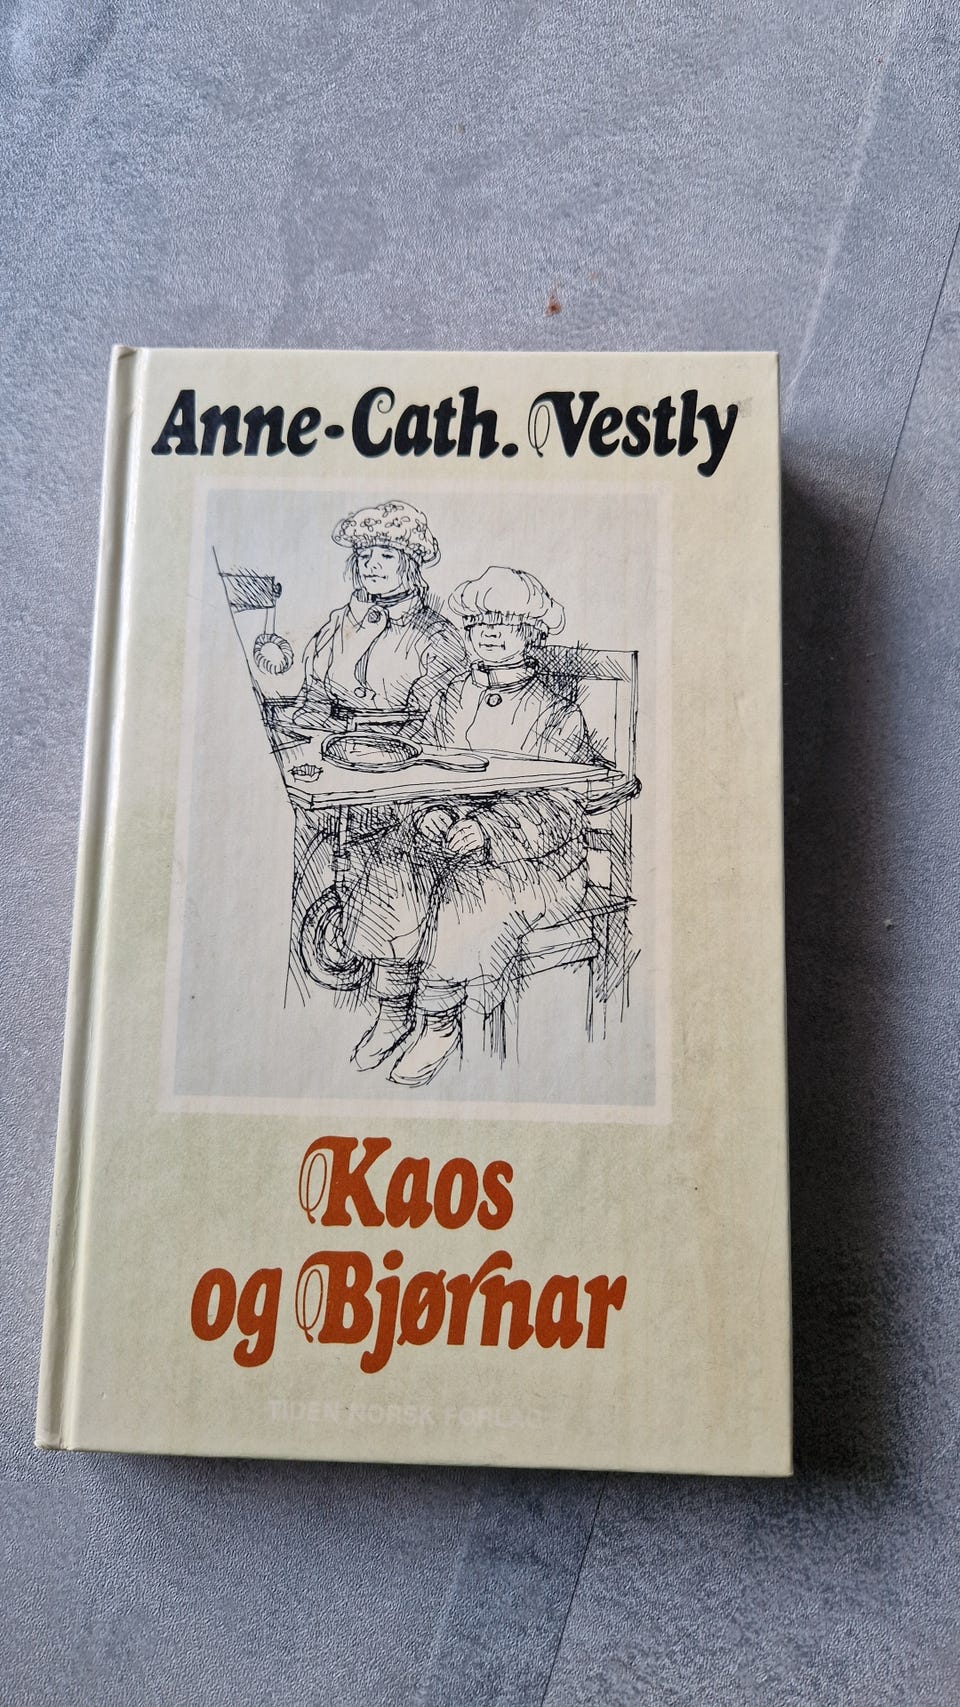 Anne-Cath. Vestly
Kaos
og Bjørnar
TIDEN NORSK FORLAG